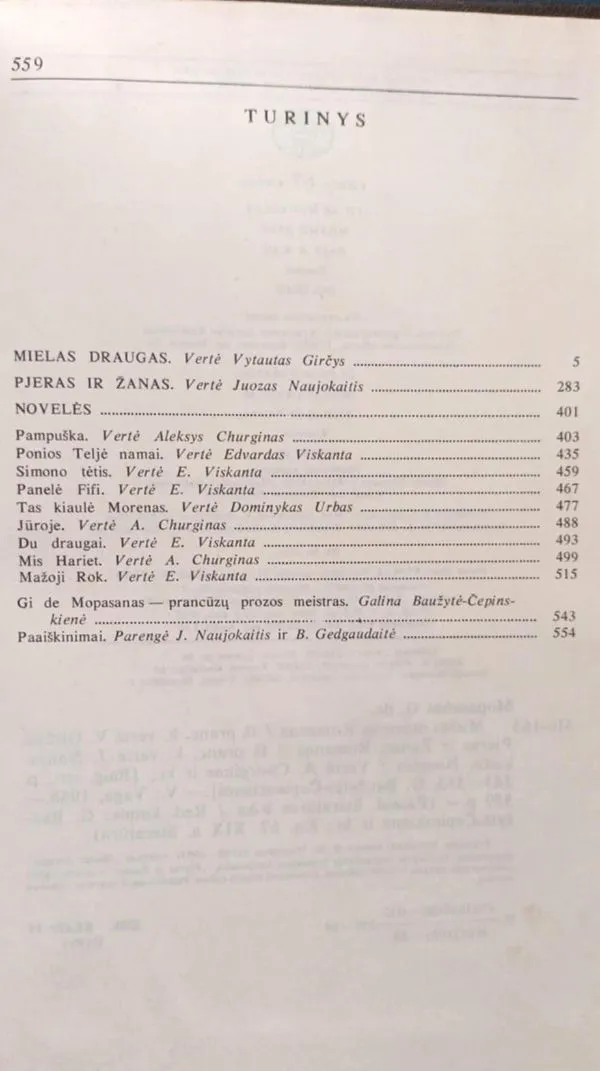 559
TURINYS
MIELAS DRAUGAS. Vertė Vytautas Girčys ........ 5
PJERAS IR ŽANAS. Vertė Juozas Naujokaitis ........ 283
NOVELĖS ........ 401
Pampuška. Vertė Aleksys Churginas ........ 403
Ponios Teljė namai. Vertė Edvardas Viskanta ........ 435
Simono tėtis. Vertė E. Viskanta ........ 459
Panelė Fifi. Vertė E. Viskanta ........ 467
Tas kiaulė Morenas. Vertė Dominykas Urbas ........ 477
Jūroje. Vertė A. Churginas ........ 488
Du draugai. Vertė E. Viskanta ........ 493
Mis Hariet. Vertė A. Churginas ........ 499
Mažoji Rok. Vertė E. Viskanta ........ 515
Gi de Mopasanas — prancūzų prozos meistras. Galina Baužytė-Čepins-
kienė ........ 543
Paaiškinimai. Parengė J. Naujokaitis ir B. Gedgaudaitė ........ 554